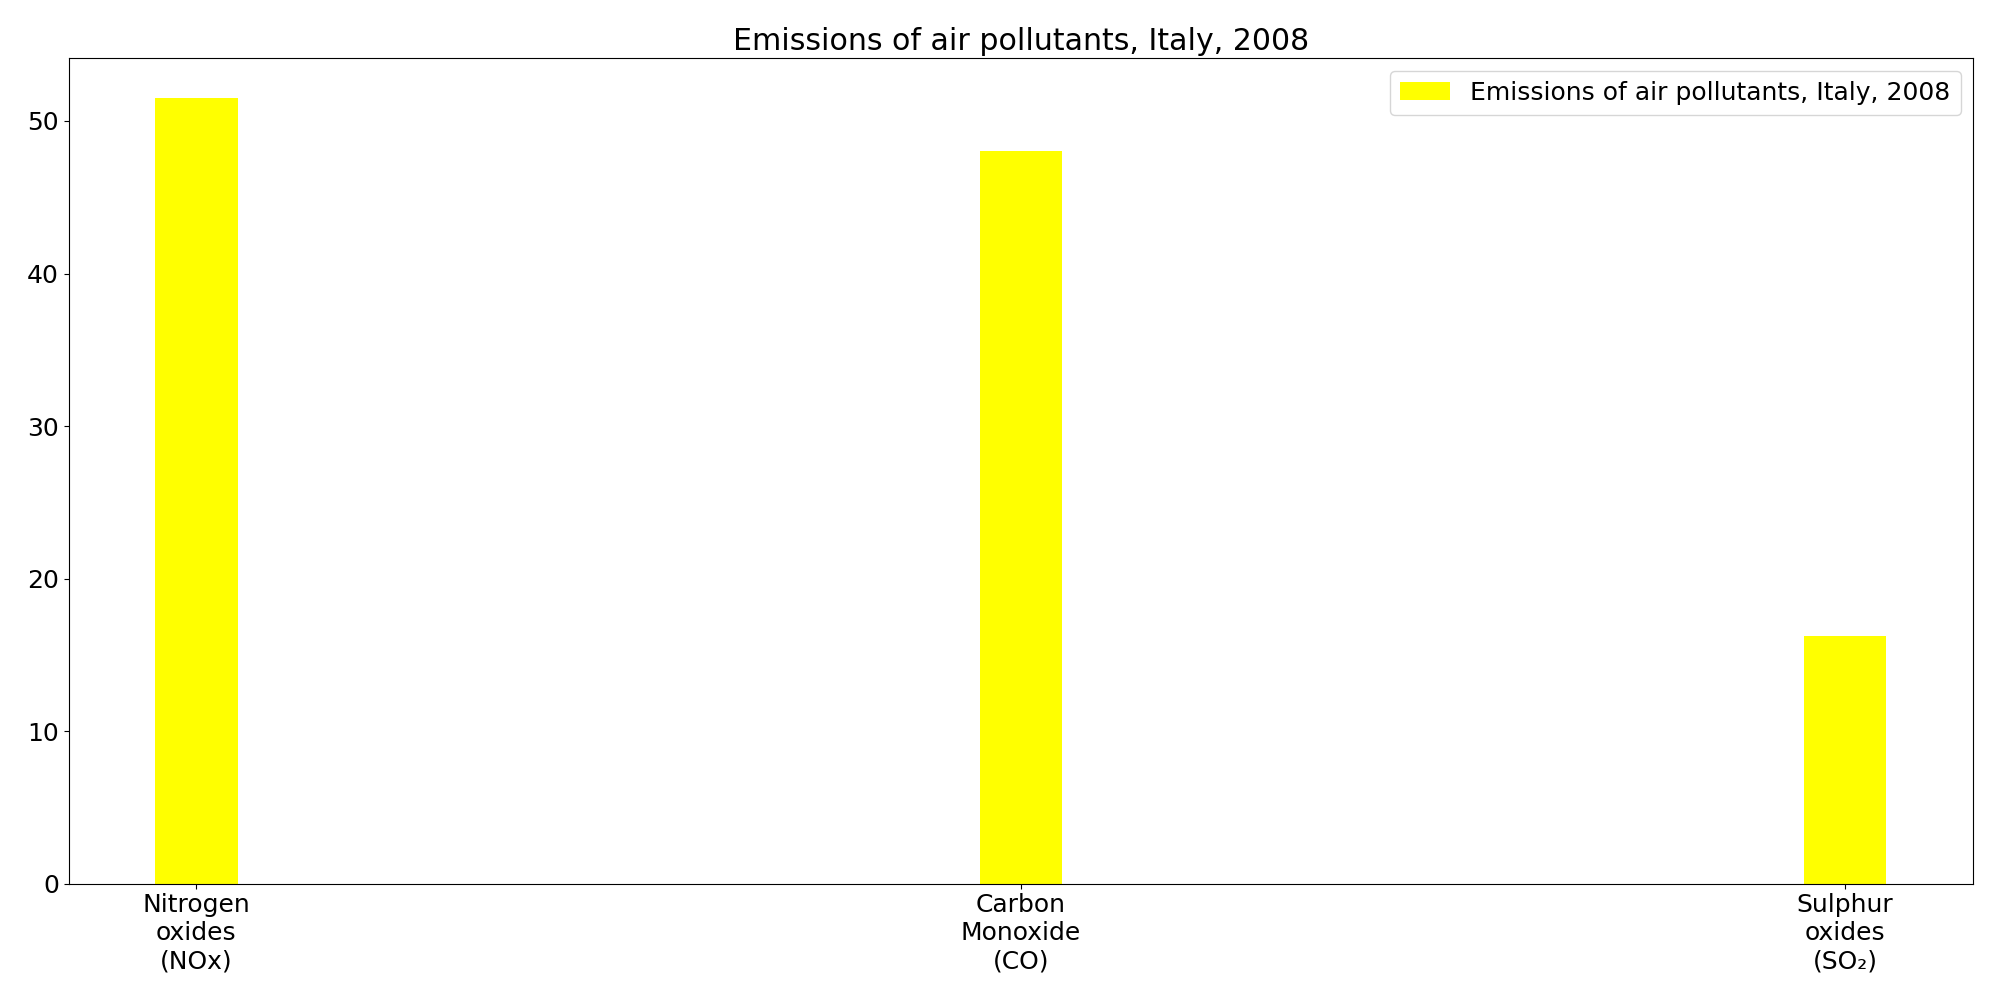 Emissions of air pollutants, Italy, 2008
Emissions of air pollutants, Italy, 2008
50
40
30
20
10
0
Nitrogen
oxides
(NOx)
Carbon
Monoxide
(CO)
Sulphur
oxides
(SO₂)